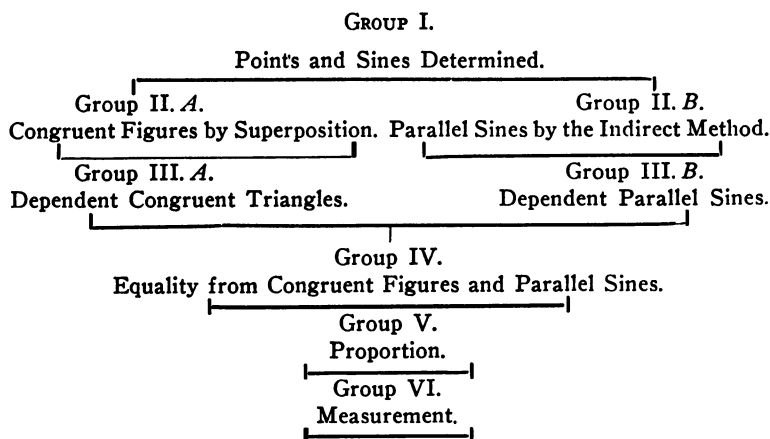 GROUP I.
Point's and Sines Determined.
Group II. A.
Congruent Figures by Superposition.
Group II. B.
Parallel Sines by the Indirect Method.
Group III. A.
Dependent Congruent Triangles.
Group III. B.
Dependent Parallel Sines.
Group IV.
Equality from Congruent Figures and Parallel Sines.
Group V.
Proportion.
Group VI.
Measurement.